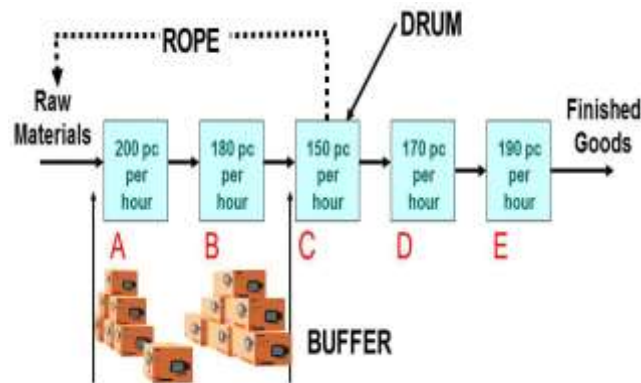 ROPE
DRUM
Raw
Materials
Finished
Goods
200 pc
per
hour
180 pc
per
hour
150 pc
per
hour
170 pc
per
hour
190 pc
per
hour
A
B
C
D
E
BUFFER